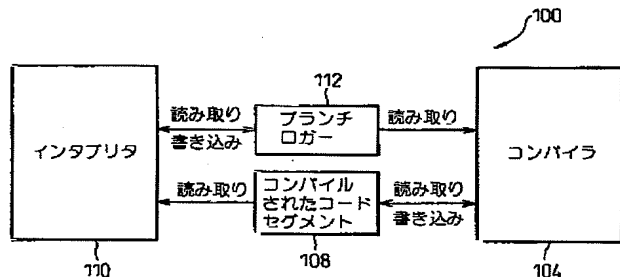 100
112
インタプリタ
読み取り
書き込み
ブランチ
ロガー
読み取り
コンパイラ
読み取り
コンパイル
されたコード
セグメント
読み取り
書き込み
110
108
104